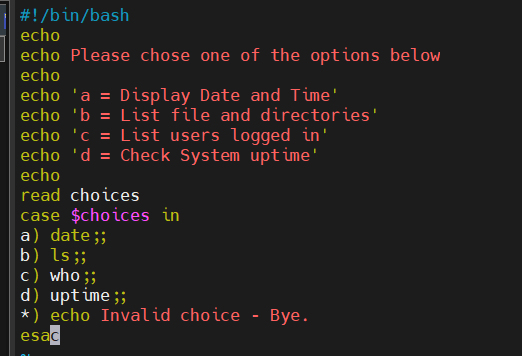 #!/bin/bash
echo
echo Please chose one of the options below
echo
echo 'a = Display Date and Time'
echo 'b = List file and directories'
echo 'c = List users logged in'
echo 'd = Check System uptime'
echo
read choices
case $choices in
a) date;;
b) ls;;
c) who;;
d) uptime;;
*) echo Invalid choice - Bye.
esac